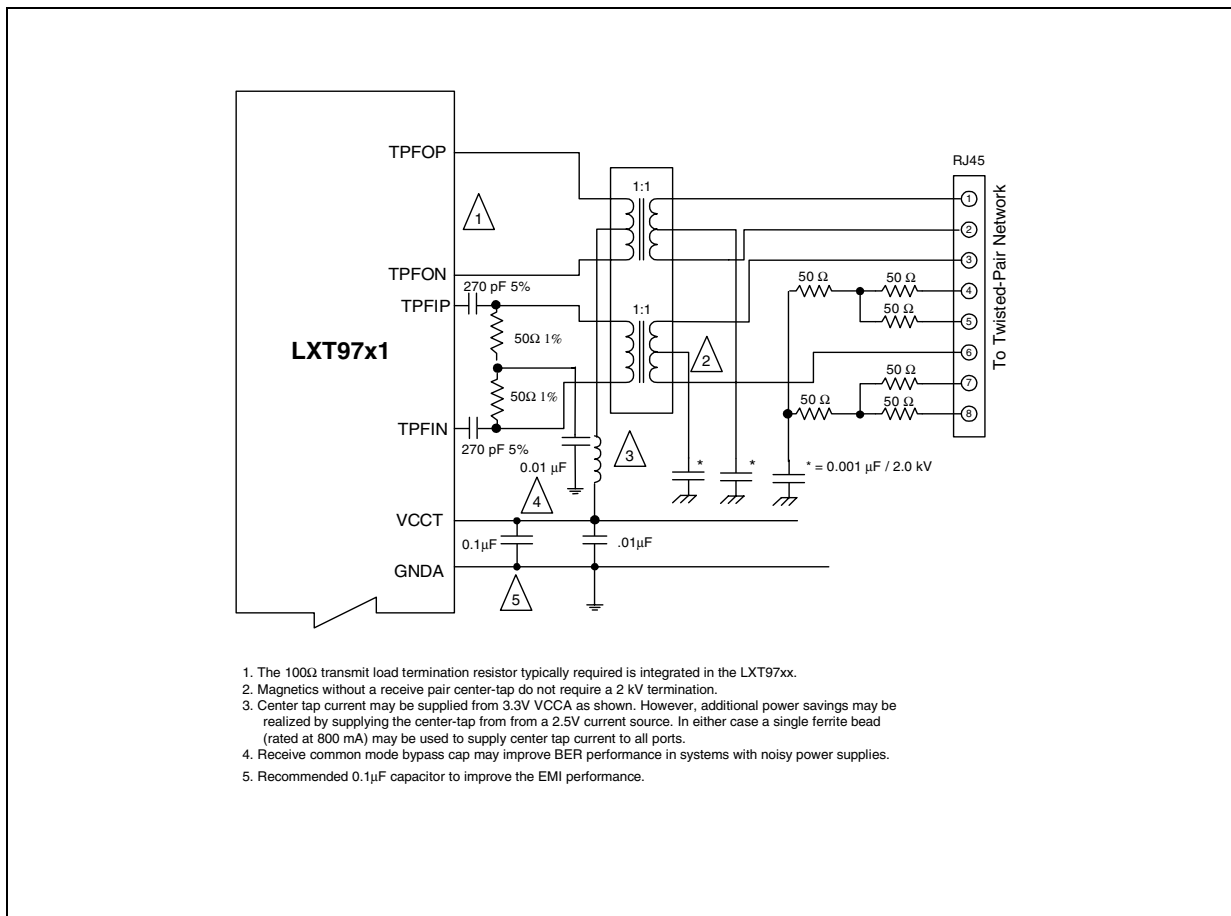 RJ45
TPFOP
1:1
1
1
2
To Twisted-Pair Network
3
TPFON
50 Ω
50 Ω
4
270 pF 5%
TPFIP
1:1
50 Ω
5
LXT97x1
50Ω 1%
2
6
50 Ω
7
50Ω 1%
50 Ω
50 Ω
8
TPFIN
270 pF 5%
3
0.01 µF
*
*
* = 0.001 µF / 2.0 kV
4
VCCT
0.1µF
.01µF
GNDA
5
1. The 100Ω transmit load termination resistor typically required is integrated in the LXT97xx.
2. Magnetics without a receive pair center-tap do not require a 2 kV termination.
3. Center tap current may be supplied from 3.3V VCCA as shown. However, additional power savings may be
realized by supplying the center-tap from from a 2.5V current source. In either case a single ferrite bead
(rated at 800 mA) may be used to supply center tap current to all ports.
4. Receive common mode bypass cap may improve BER performance in systems with noisy power supplies.
5. Recommended 0.1µF capacitor to improve the EMI performance.